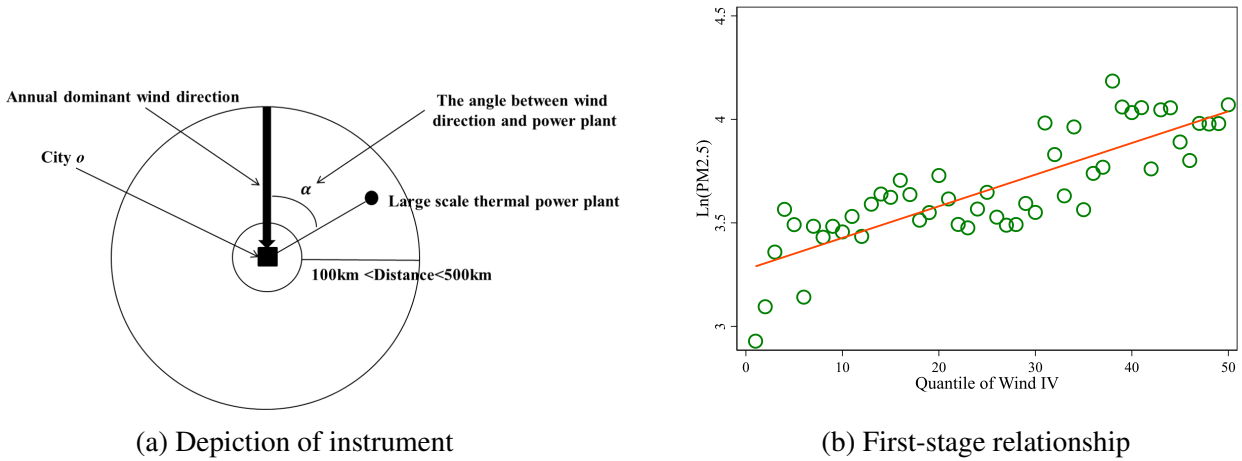 Annual dominant wind direction
The angle between wind
direction and power plant
City o
α
Large scale thermal power plant
100km <Distance<500km
(a) Depiction of instrument
Ln(PM2.5)
4.5
4
3.5
3
0 10 20 30 40 50
Quantile of Wind IV
(b) First-stage relationship